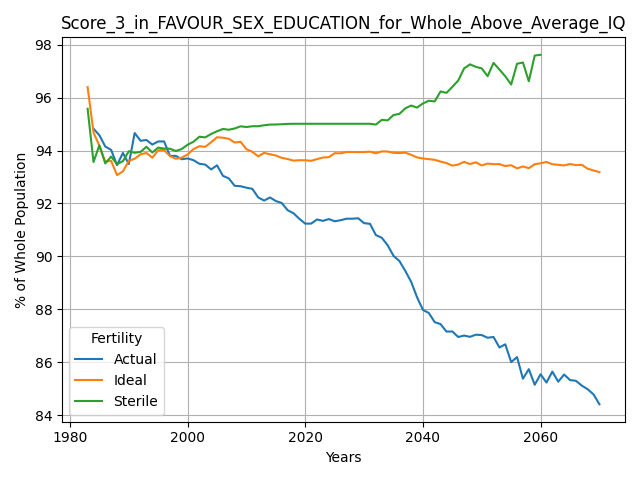 Score_3_in_FAVOUR_SEX_EDUCATION_for_Whole_Above_Average_IQ
98
96
94
92
90
88
86
84
% of Whole Population
Fertility
Actual
Ideal
Sterile
1980
2000
2020
2040
2060
Years